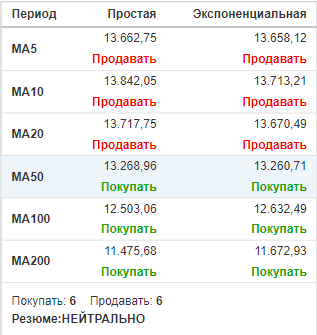 Период Простая Экспоненциальная
MA5 13.662,75 13.658,12
Продавать Продавать
MA10 13.842,05 13.713,21
Продавать Продавать
MA20 13.717,75 13.670,49
Продавать Продавать
MA50 13.268,96 13.260,71
Покупать Покупать
MA100 12.503,06 12.632,49
Покупать Покупать
MA200 11.475,68 11.672,93
Покупать Покупать
Покупать: 6 Продавать: 6
Резюме:НЕЙТРАЛЬНО